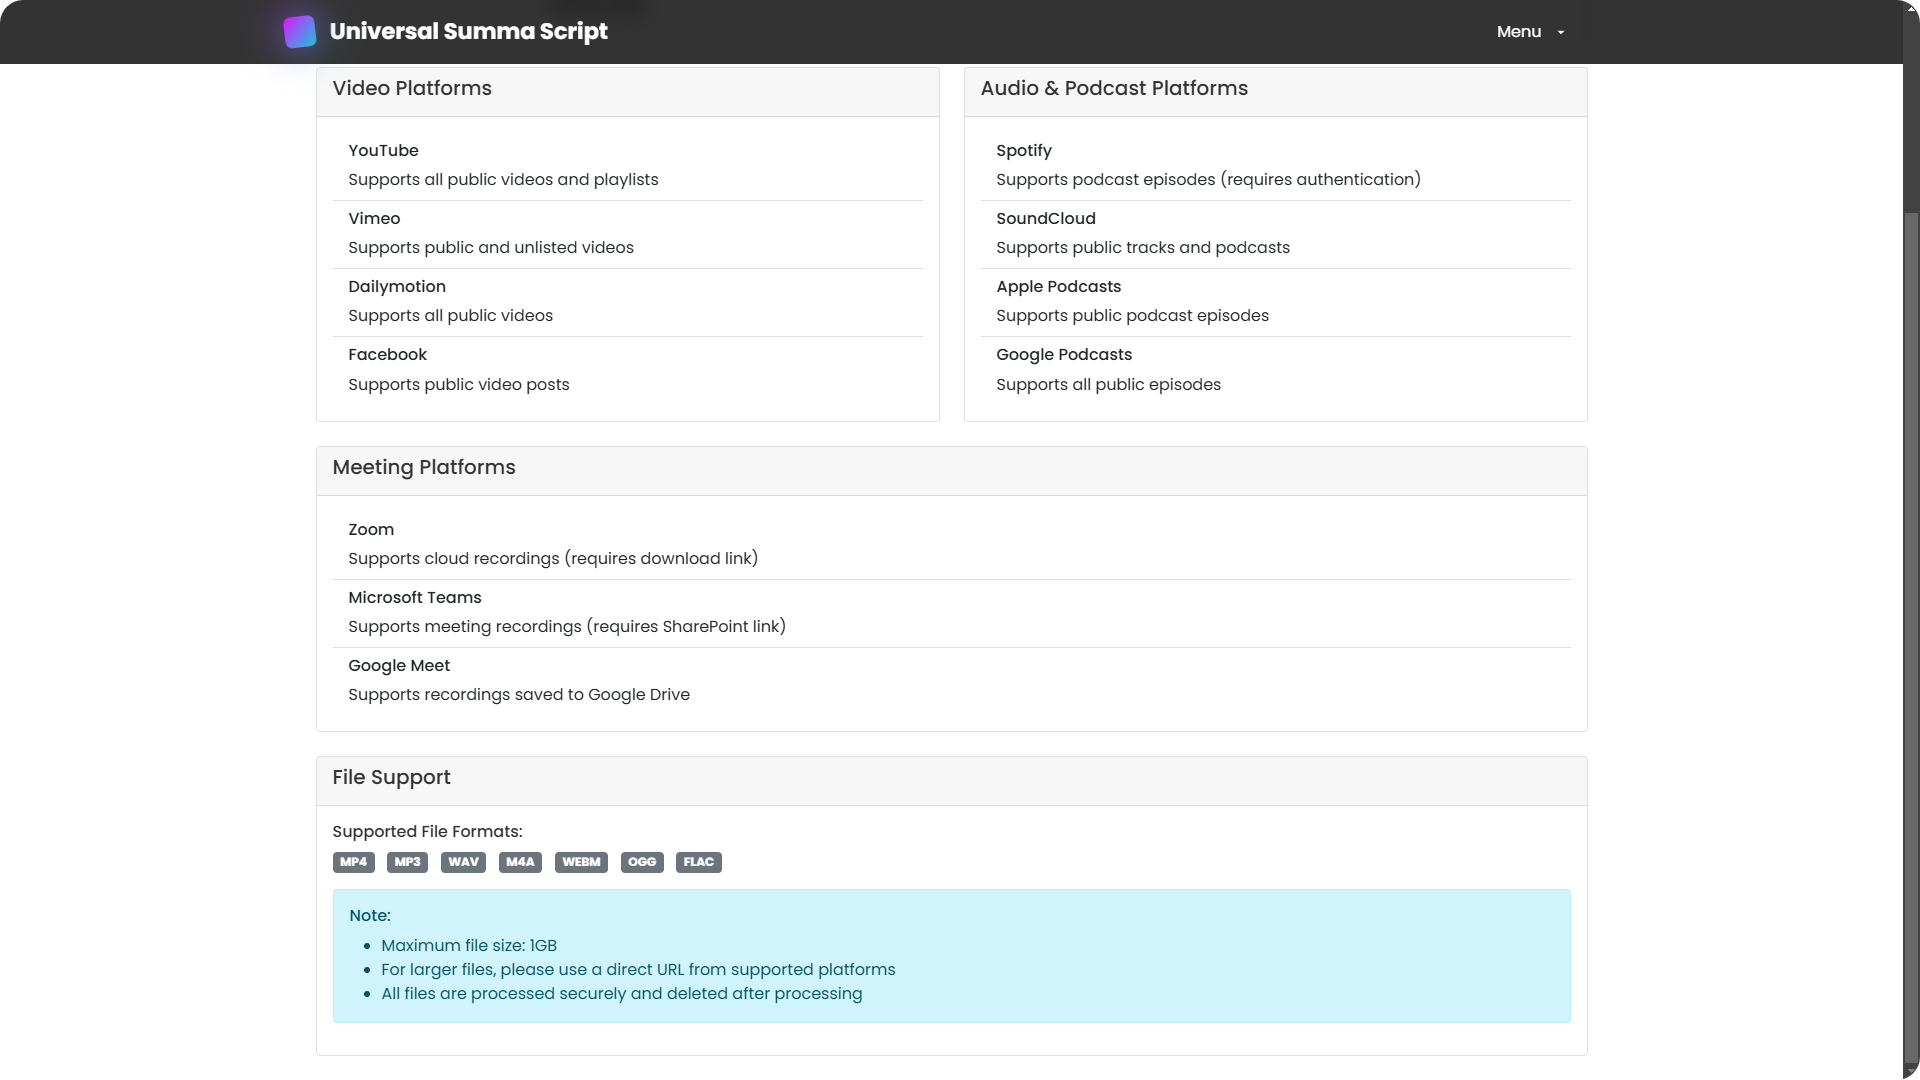 Universal Summa Script
Menu
Video Platforms
YouTube
Supports all public videos and playlists
Vimeo
Supports public and unlisted videos
Dailymotion
Supports all public videos
Facebook
Supports public video posts
Audio & Podcast Platforms
Spotify
Supports podcast episodes (requires authentication)
SoundCloud
Supports public tracks and podcasts
Apple Podcasts
Supports public podcast episodes
Google Podcasts
Supports all public episodes
Meeting Platforms
Zoom
Supports cloud recordings (requires download link)
Microsoft Teams
Supports meeting recordings (requires SharePoint link)
Google Meet
Supports recordings saved to Google Drive
File Support
Supported File Formats:
MP4 MP3 WAV M4A WEBM OGG FLAC
Note:
• Maximum file size: 1GB
• For larger files, please use a direct URL from supported platforms
• All files are processed securely and deleted after processing